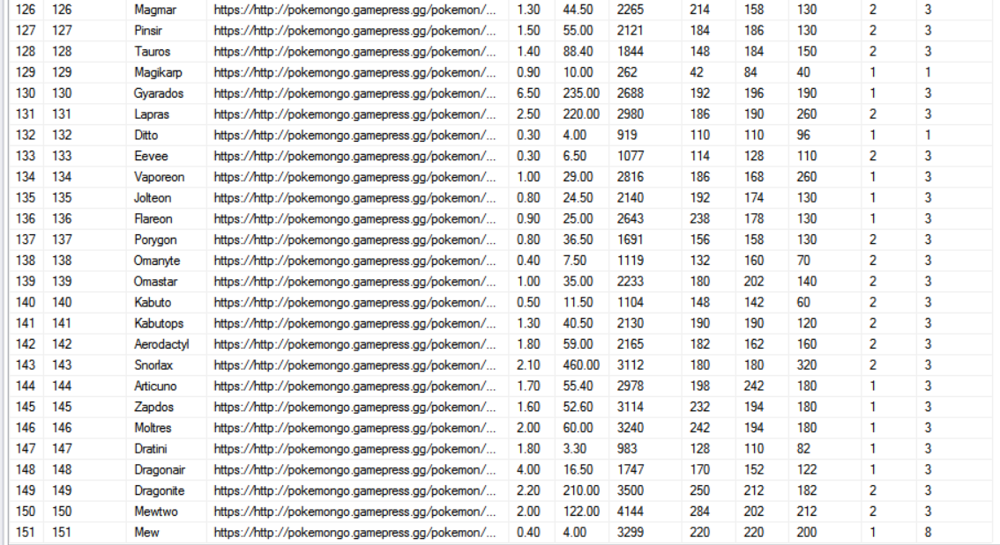 126 126 Magmar https://http://pokemongo.gamepress.gg/pokemon/... 1.30 44.50 2265 214 158 130 2 3
127 127 Pinsir https://http://pokemongo.gamepress.gg/pokemon/... 1.50 55.00 2121 184 186 130 2 3
128 128 Tauros https://http://pokemongo.gamepress.gg/pokemon/... 1.40 88.40 1844 148 184 150 2 3
129 129 Magikarp https://http://pokemongo.gamepress.gg/pokemon/... 0.90 10.00 262 42 84 40 1 1
130 130 Gyarados https://http://pokemongo.gamepress.gg/pokemon/... 6.50 235.00 2688 192 196 190 1 3
131 131 Lapras https://http://pokemongo.gamepress.gg/pokemon/... 2.50 220.00 2980 186 190 260 2 3
132 132 Ditto https://http://pokemongo.gamepress.gg/pokemon/... 0.30 4.00 919 110 110 96 1 1
133 133 Eevee https://http://pokemongo.gamepress.gg/pokemon/... 0.30 6.50 1077 114 128 110 2 3
134 134 Vaporeon https://http://pokemongo.gamepress.gg/pokemon/... 1.00 29.00 2816 186 168 260 1 3
135 135 Jolteon https://http://pokemongo.gamepress.gg/pokemon/... 0.80 24.50 2140 192 174 130 1 3
136 136 Flareon https://http://pokemongo.gamepress.gg/pokemon/... 0.90 25.00 2643 238 178 130 1 3
137 137 Porygon https://http://pokemongo.gamepress.gg/pokemon/... 0.80 36.50 1691 156 158 130 2 3
138 138 Omanyte https://http://pokemongo.gamepress.gg/pokemon/... 0.40 7.50 1119 132 160 70 2 3
139 139 Omastar https://http://pokemongo.gamepress.gg/pokemon/... 1.00 35.00 2233 180 202 140 2 3
140 140 Kabuto https://http://pokemongo.gamepress.gg/pokemon/... 0.50 11.50 1104 148 142 60 2 3
141 141 Kabutops https://http://pokemongo.gamepress.gg/pokemon/... 1.30 40.50 2130 190 190 120 2 3
142 142 Aerodactyl https://http://pokemongo.gamepress.gg/pokemon/... 1.80 59.00 2165 182 162 160 2 3
143 143 Snorlax https://http://pokemongo.gamepress.gg/pokemon/... 2.10 460.00 3112 180 180 320 2 3
144 144 Articuno https://http://pokemongo.gamepress.gg/pokemon/... 1.70 55.40 2978 198 242 180 1 3
145 145 Zapdos https://http://pokemongo.gamepress.gg/pokemon/... 1.60 52.60 3114 232 194 180 1 3
146 146 Moltres https://http://pokemongo.gamepress.gg/pokemon/... 2.00 60.00 3240 242 194 180 1 3
147 147 Dratini https://http://pokemongo.gamepress.gg/pokemon/... 1.80 3.30 983 128 110 82 1 3
148 148 Dragonair https://http://pokemongo.gamepress.gg/pokemon/... 4.00 16.50 1747 170 152 122 1 3
149 149 Dragonite https://http://pokemongo.gamepress.gg/pokemon/... 2.20 210.00 3500 250 212 182 2 3
150 150 Mewtwo https://http://pokemongo.gamepress.gg/pokemon/... 2.00 122.00 4144 284 202 212 2 3
151 151 Mew https://http://pokemongo.gamepress.gg/pokemon/... 0.40 4.00 3299 220 220 200 1 8